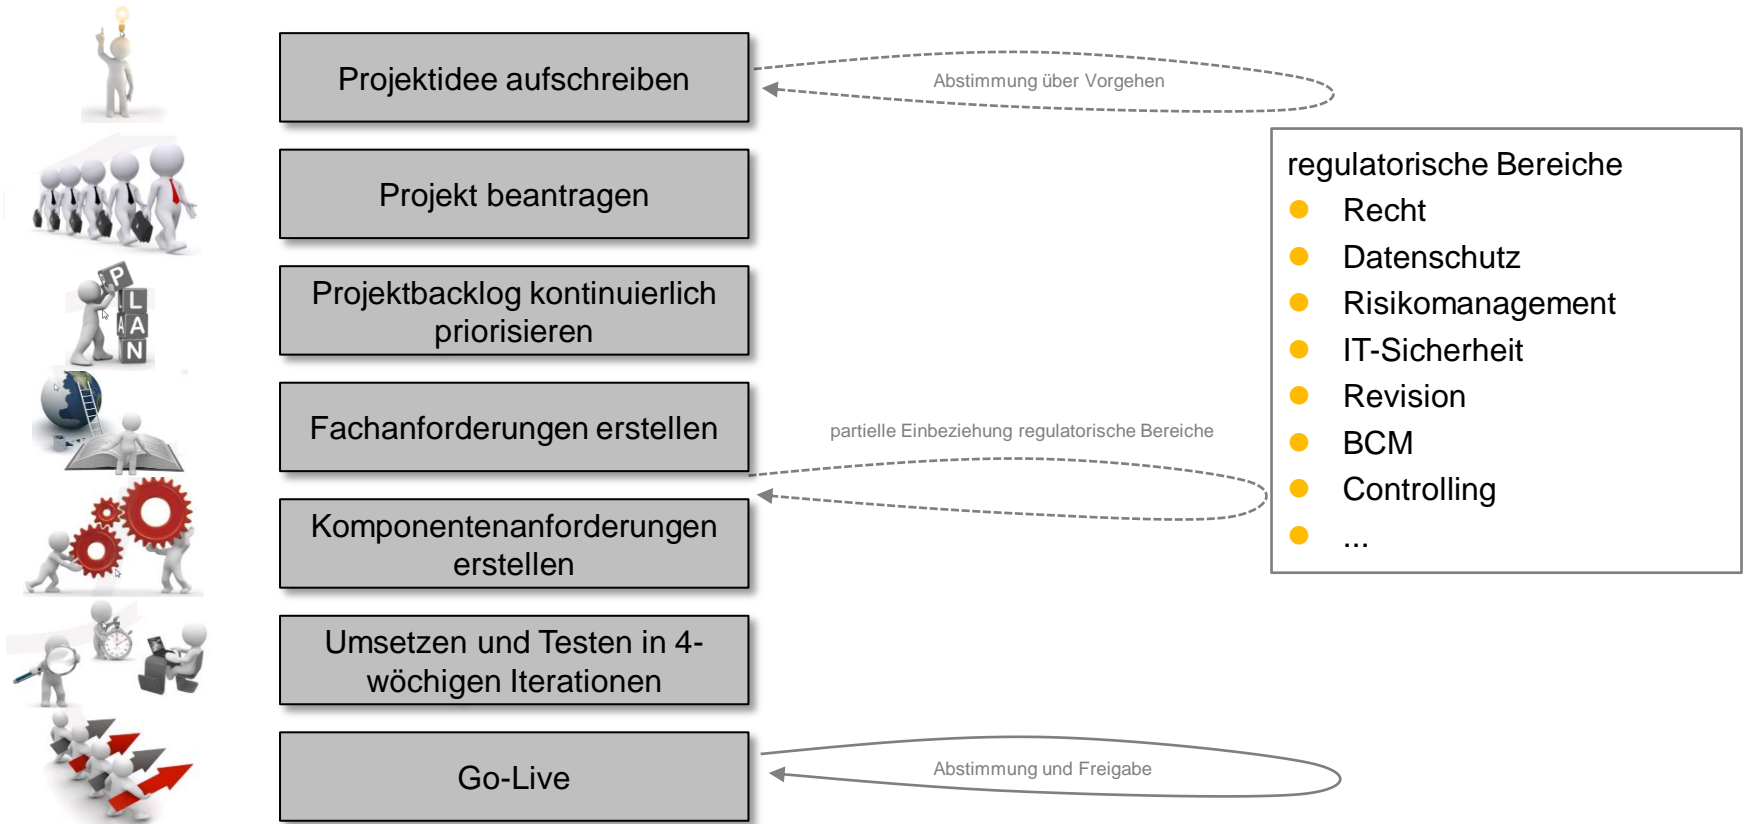 Projektidee aufschreiben
Abstimmung über Vorgehen
Projekt beantragen
P
L
A A
N
Projektbacklog kontinuierlich
priorisieren
Fachanforderungen erstellen
partielle Einbeziehung regulatorische Bereiche
Komponentenanforderungen
erstellen
Umsetzen und Testen in 4-
wöchigen Iterationen
Go-Live
Abstimmung und Freigabe
regulatorische Bereiche
Recht
Datenschutz
Risikomanagement
IT-Sicherheit
Revision
BCM
Controlling
...